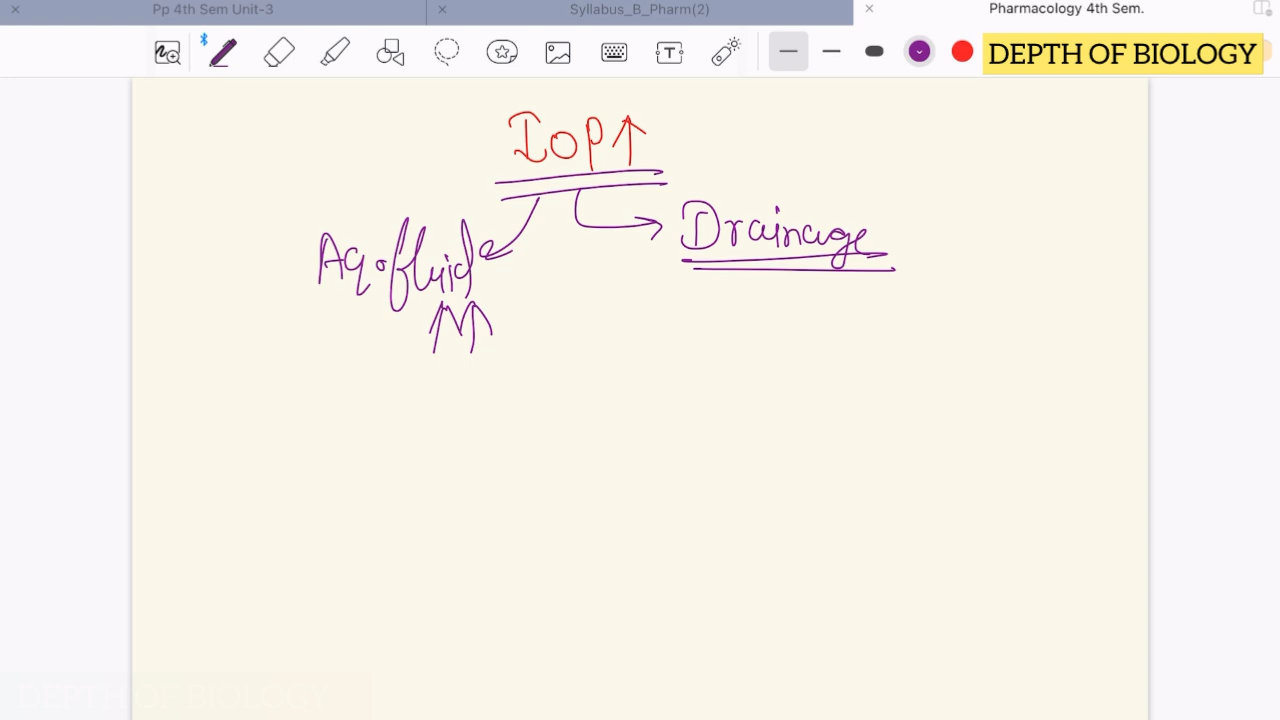 Pp 4th Sem Unit-3
Syllabus_B_Pharm(2)
Pharmacology 4th Sem.
DEPTH OF BIOLOGY
IOP↑
Drainage
Aq. fluid
↑↑
DEPTH OF BIOLOGY